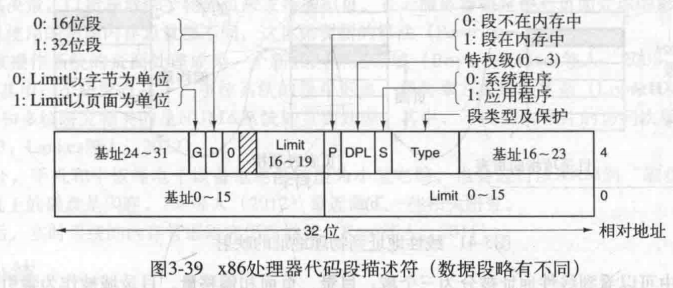 0: 16位段
1: 32位段
0: Limit以字节为单位
1: Limit以页面为单位
0: 段不在内存中
1: 段在内存中
特权级(0~3)
0: 系统程序
1: 应用程序
段类型及保护
基址24~31 G D 0 Limit 16~19 P DPL S Type 基址16~23 4
基址0~15 Limit 0~15 0
32位 相对地址
图3-39 x86处理器代码段描述符（数据段略有不同）